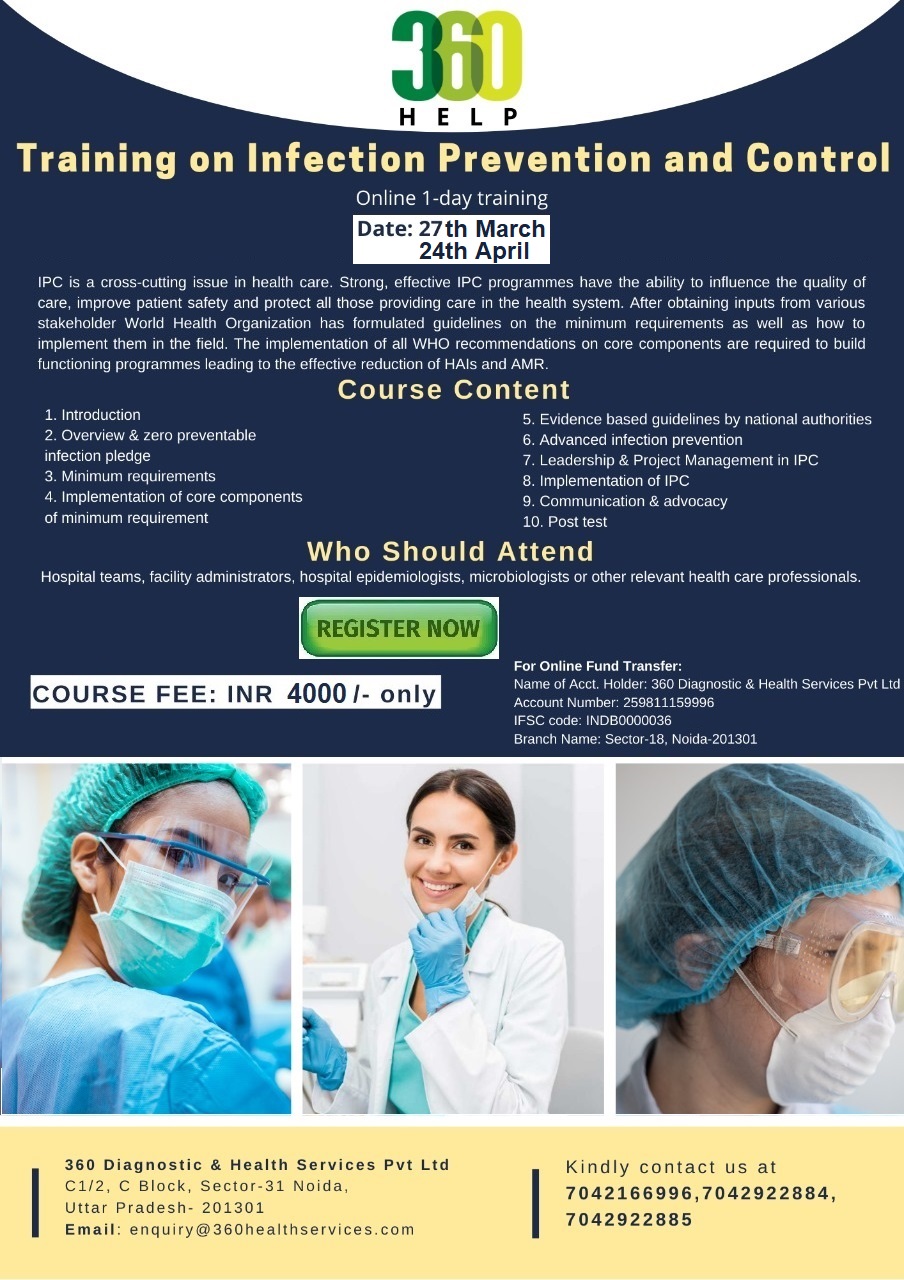 360
HELP
Training on Infection Prevention and Control
Online 1-day training
Date: 27th March
24th April
IPC is a cross-cutting issue in health care. Strong, effective IPC programmes have the ability to influence the quality of
care, improve patient safety and protect all those providing care in the health system. After obtaining inputs from various
stakeholder World Health Organization has formulated guidelines on the minimum requirements as well as how to
implement them in the field. The implementation of all WHO recommendations on core components are required to build
functioning programmes leading to the effective reduction of HAIs and AMR.
Course Content
1. Introduction
2. Overview & zero preventable
infection pledge
3. Minimum requirements
4. Implementation of core components
of minimum requirement
5. Evidence based guidelines by national authorities
6. Advanced infection prevention
7. Leadership & Project Management in IPC
8. Implementation of IPC
9. Communication & advocacy
10. Post test
Who Should Attend
Hospital teams, facility administrators, hospital epidemiologists, microbiologists or other relevant health care professionals.
REGISTER NOW
COURSE FEE: INR 4000 /- only
For Online Fund Transfer:
Name of Acct. Holder: 360 Diagnostic & Health Services Pvt Ltd
Account Number: 259811159996
IFSC code: INDB0000036
Branch Name: Sector-18, Noida-201301
360 Diagnostic & Health Services Pvt Ltd
C1/2, C Block, Sector-31 Noida,
Uttar Pradesh- 201301
Email: enquiry@360healthservices.com
Kindly contact us at
7042166996,7042922884,
7042922885